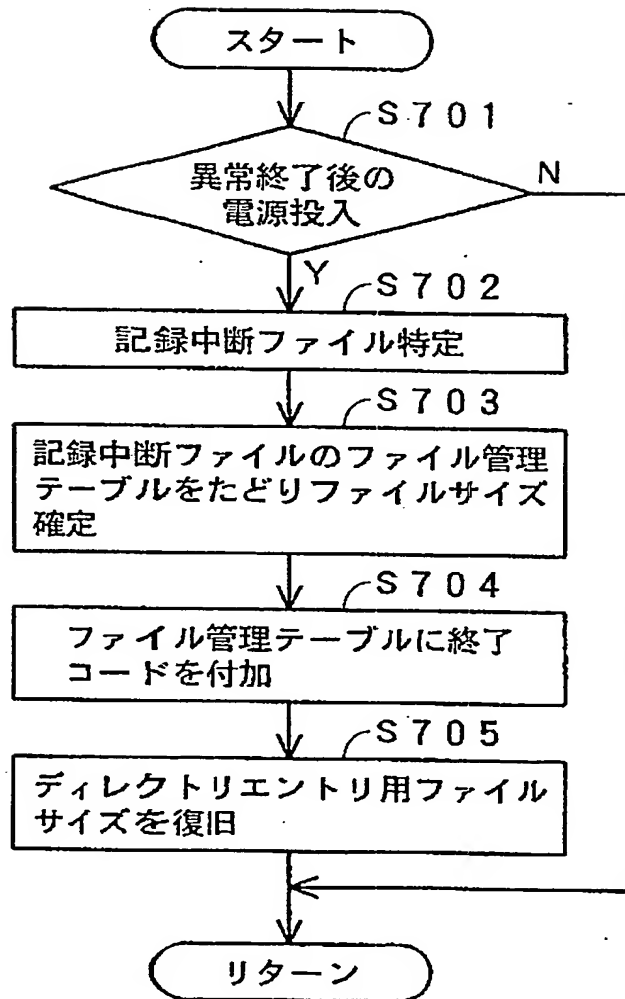 スタート
S701
異常終了後の
電源投入
N
Y
S702
記録中断ファイル特定
S703
記録中断ファイルのファイル管理
テーブルをたどりファイルサイズ
確定
S704
ファイル管理テーブルに終了
コードを付加
S705
ディレクトリエントリ用ファイル
サイズを復旧
リターン